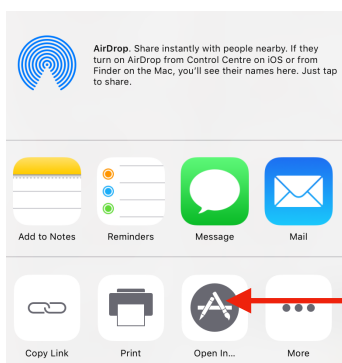 AirDrop. Share instantly with people nearby. If they
turn on AirDrop from Control Centre on iOS or from
Finder on the Mac, you'll see their names here. Just tap
to share.
Add to Notes
Reminders
Message
Mail
Copy Link
Print
Open In...
More